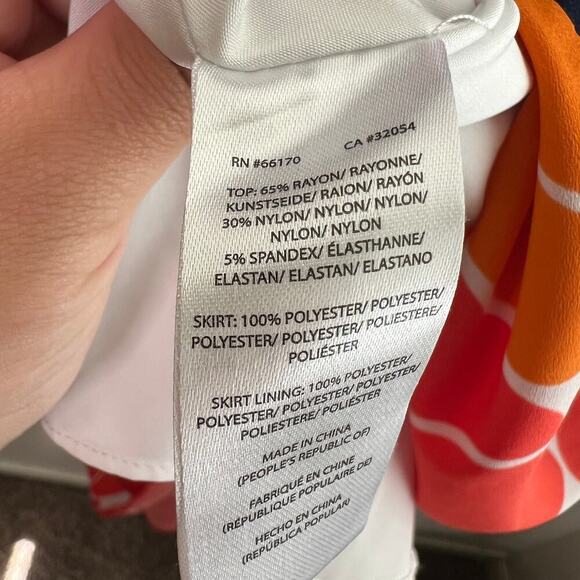 RN #66170 CA #32054
TOP: 65% RAYON/ RAYONNE/
KUNSTSEIDE/ RAION/ RAYÓN
30% NYLON/ NYLON/ NYLON/
NYLON/ NYLON
5% SPANDEX/ ÉLASTHANNE/
ELASTAN/ ELASTAN/ ELASTANO
SKIRT: 100% POLYESTER/ POLYESTER/
POLYESTER/ POLYESTER/ POLIESTERE/
POLIÉSTER
SKIRT LINING: 100% POLYESTER/
POLYESTER/ POLYESTER/ POLYESTER/
POLIESTERE/ POLIÉSTER
MADE IN CHINA
(PEOPLE'S REPUBLIC OF)
FABRIQUÉ EN CHINE
(RÉPUBLIQUE POPULAIRE DE)
HECHO EN CHINA
(REPÚBLICA POPULAR)